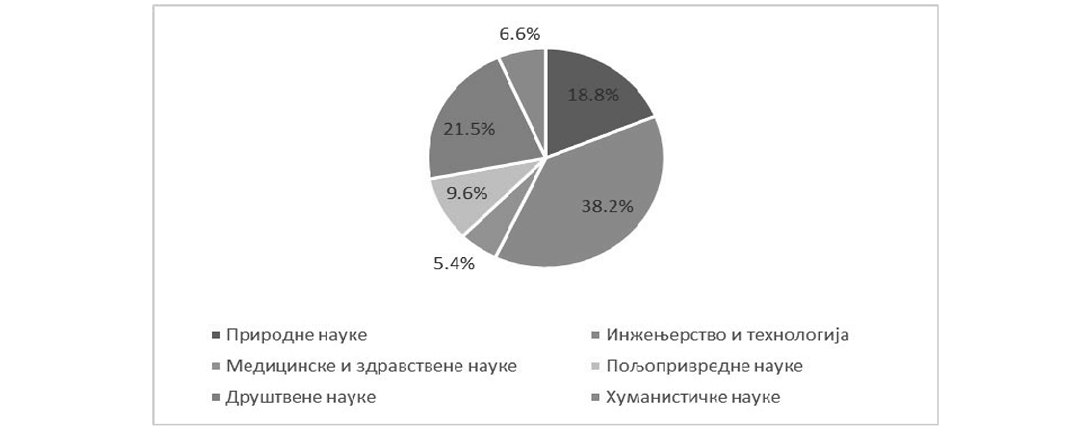 6.6%
18.8%
21.5%
9.6%
38.2%
5.4%
Природне науке
Инжењерство и технологија
Медицинске и здравствене науке
Пољопривредне науке
Друштвене науке
Хуманистичке науке